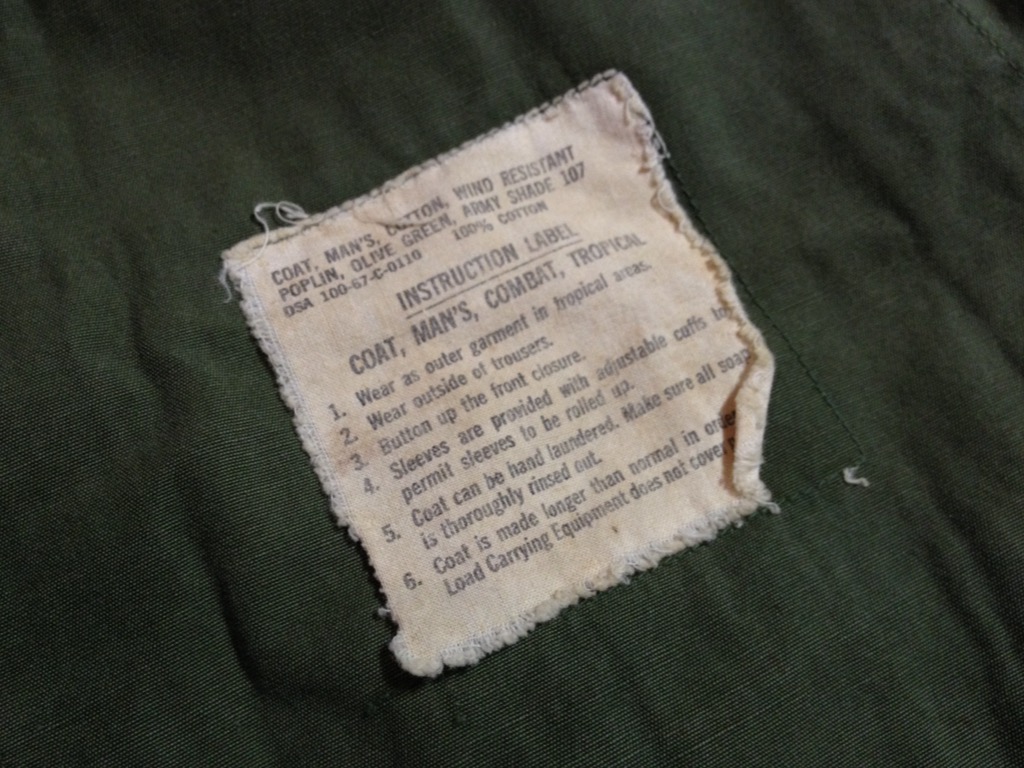 COAT, MAN'S, COTTON, WIND RESISTANT
POPLIN, OLIVE GREEN, ARMY SHADE 107
DSA 100-67-C-0110 100% COTTON
INSTRUCTION LABEL
COAT, MAN'S, COMBAT, TROPICAL
1. Wear as outer garment in tropical areas.
2. Wear outside of trousers.
3. Button up the front closure.
4. Sleeves are provided with adjustable cuffs to
permit sleeves to be rolled up.
5. Coat can be hand laundered. Make sure all soap
is thoroughly rinsed out.
6. Coat is made longer than normal in order
Load Carrying Equipment does not cover